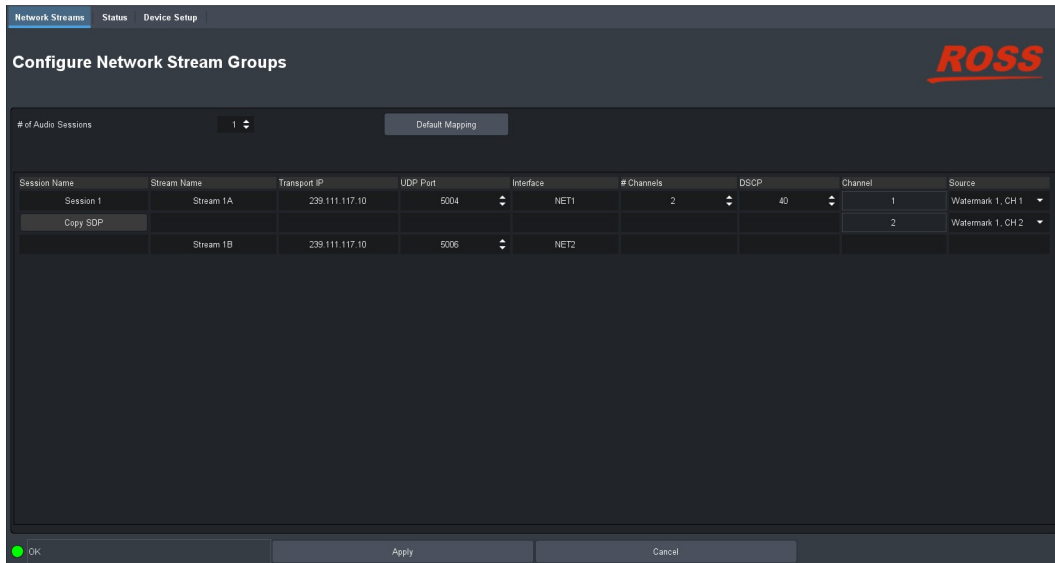 Network Streams Status Device Setup
Configure Network Stream Groups
ROSS
# of Audio Sessions 1 Default Mapping
Session Name Stream Name Transport IP UDP Port Interface # Channels DSCP Channel Source
Session 1 Stream 1A 239.111.117.10 5004 NET1 2 40 1 Watermark 1, CH 1
Copy SDP 2 Watermark 1, CH 2
Stream 1B 239.111.117.10 5006 NET2
OK Apply Cancel